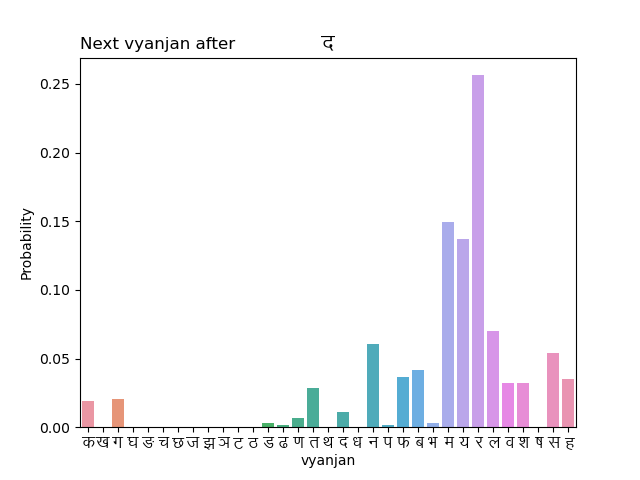 Next vyanjan after द
0.25
0.20
0.15
0.10
0.05
0.00
Probability
क ख ग घ ङ च छ ज झ ञ ट ठ ड ढ ण त थ द ध न प फ ब भ म य र ल व श ष स ह
vyanjan